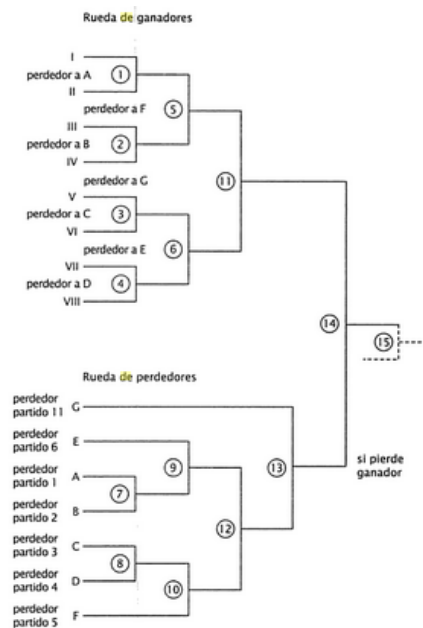 Rueda de ganadores
I
perdedor a A
1
II
perdedor a F
5
III
perdedor a B
2
IV
perdedor a G
11
V
perdedor a C
3
VI
perdedor a E
6
VII
perdedor a D
4
VIII
14
15
Rueda de perdedores
perdedor
partido 11 G
perdedor
partido 6 E
9
13
si pierde
ganador
perdedor
partido 1 A
7
perdedor
partido 2 B
12
perdedor
partido 3 C
8
perdedor
partido 4 D
10
perdedor
partido 5 F